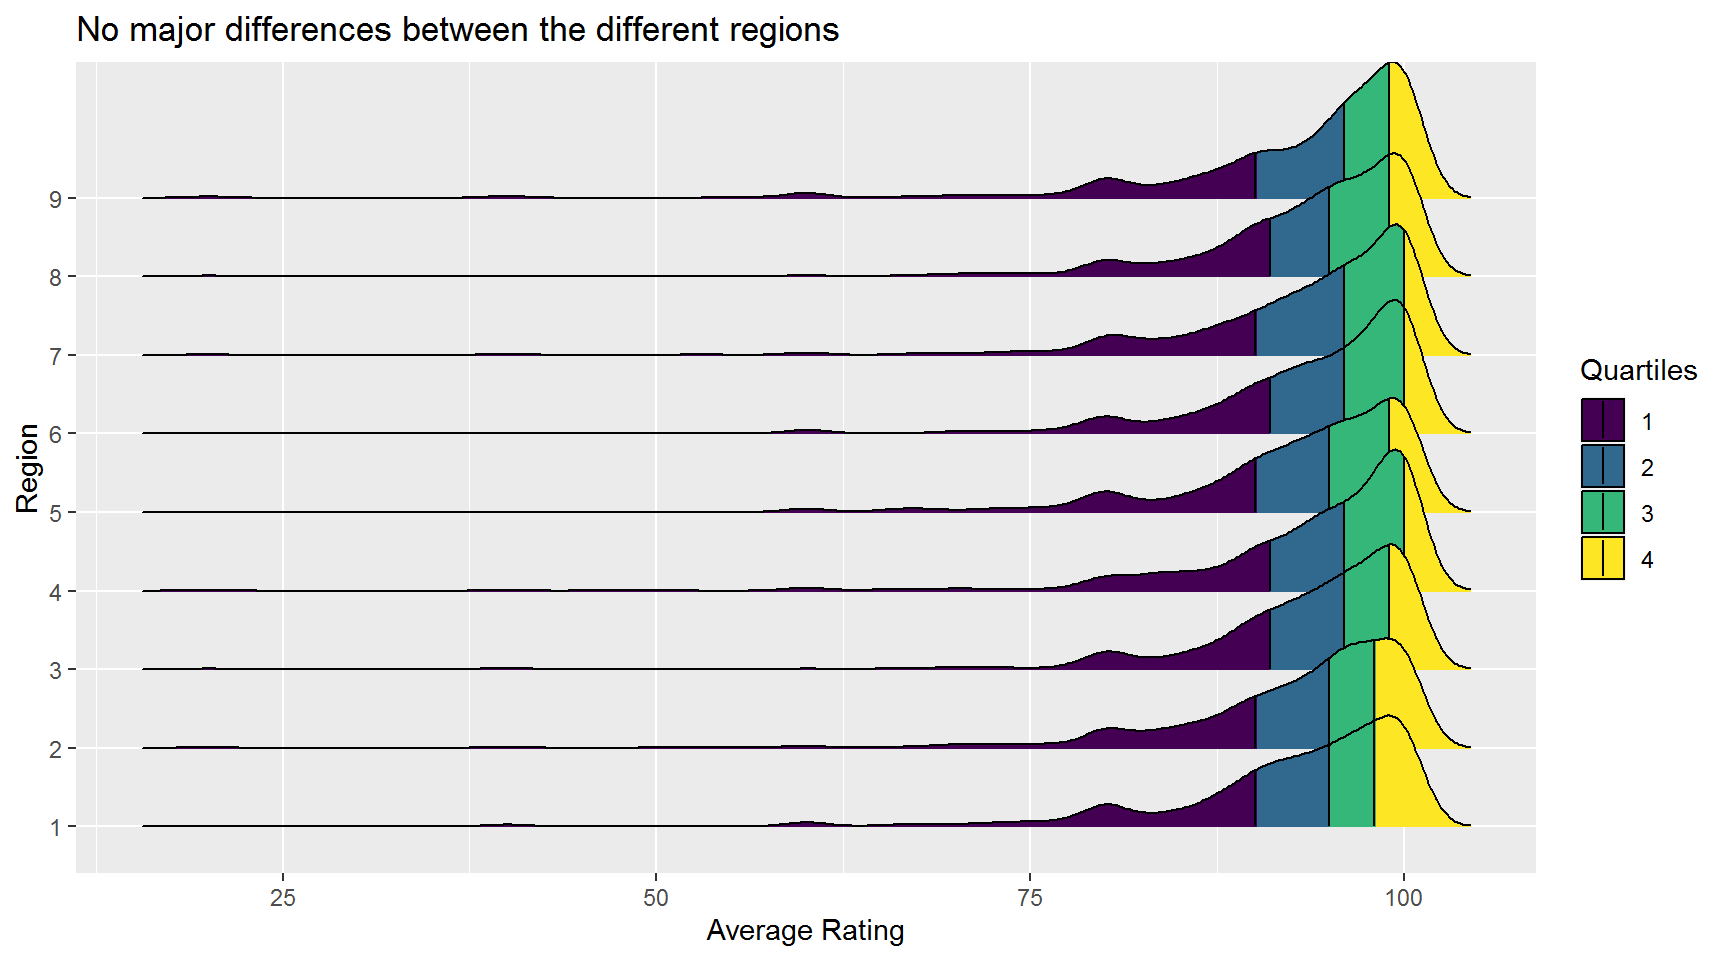 No major differences between the different regions
9
8
7
6
5
4
3
2
1
Region
25 50 75 100
Average Rating
Quartiles
1
2
3
4